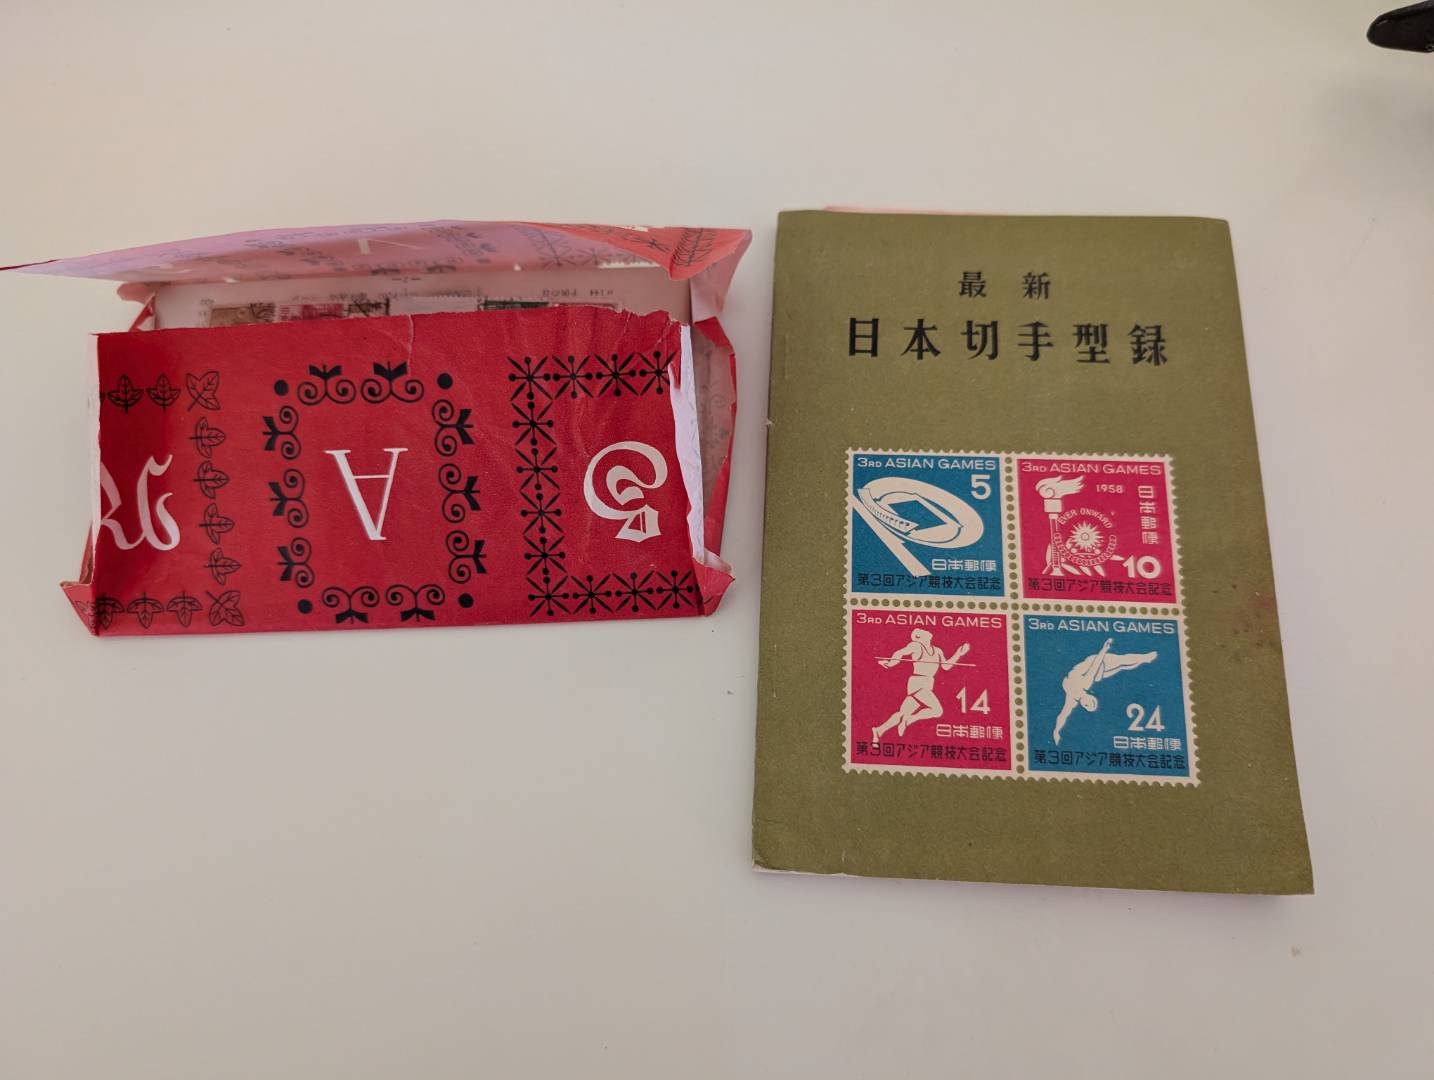 A
最新
日本切手型録
3RD ASIAN GAMES
5
日本郵便
第3回アジア競技大会記念
3RD ASIAN GAMES
1958
日本郵便
EVER ONWARD
10
第3回アジア競技大会記念
3RD ASIAN GAMES
14
日本郵便
第3回アジア競技大会記念
3RD ASIAN GAMES
24
日本郵便
第3回アジア競技大会記念